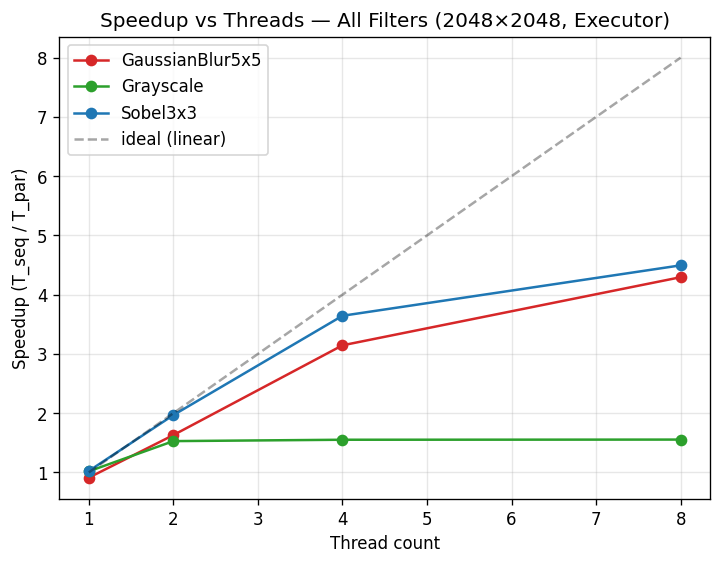 Speedup vs Threads — All Filters (2048×2048, Executor)
GaussianBlur5x5
Grayscale
Sobel3x3
ideal (linear)
Speedup (T_seq / T_par)
8
7
6
5
4
3
2
1
1 2 3 4 5 6 7 8
Thread count